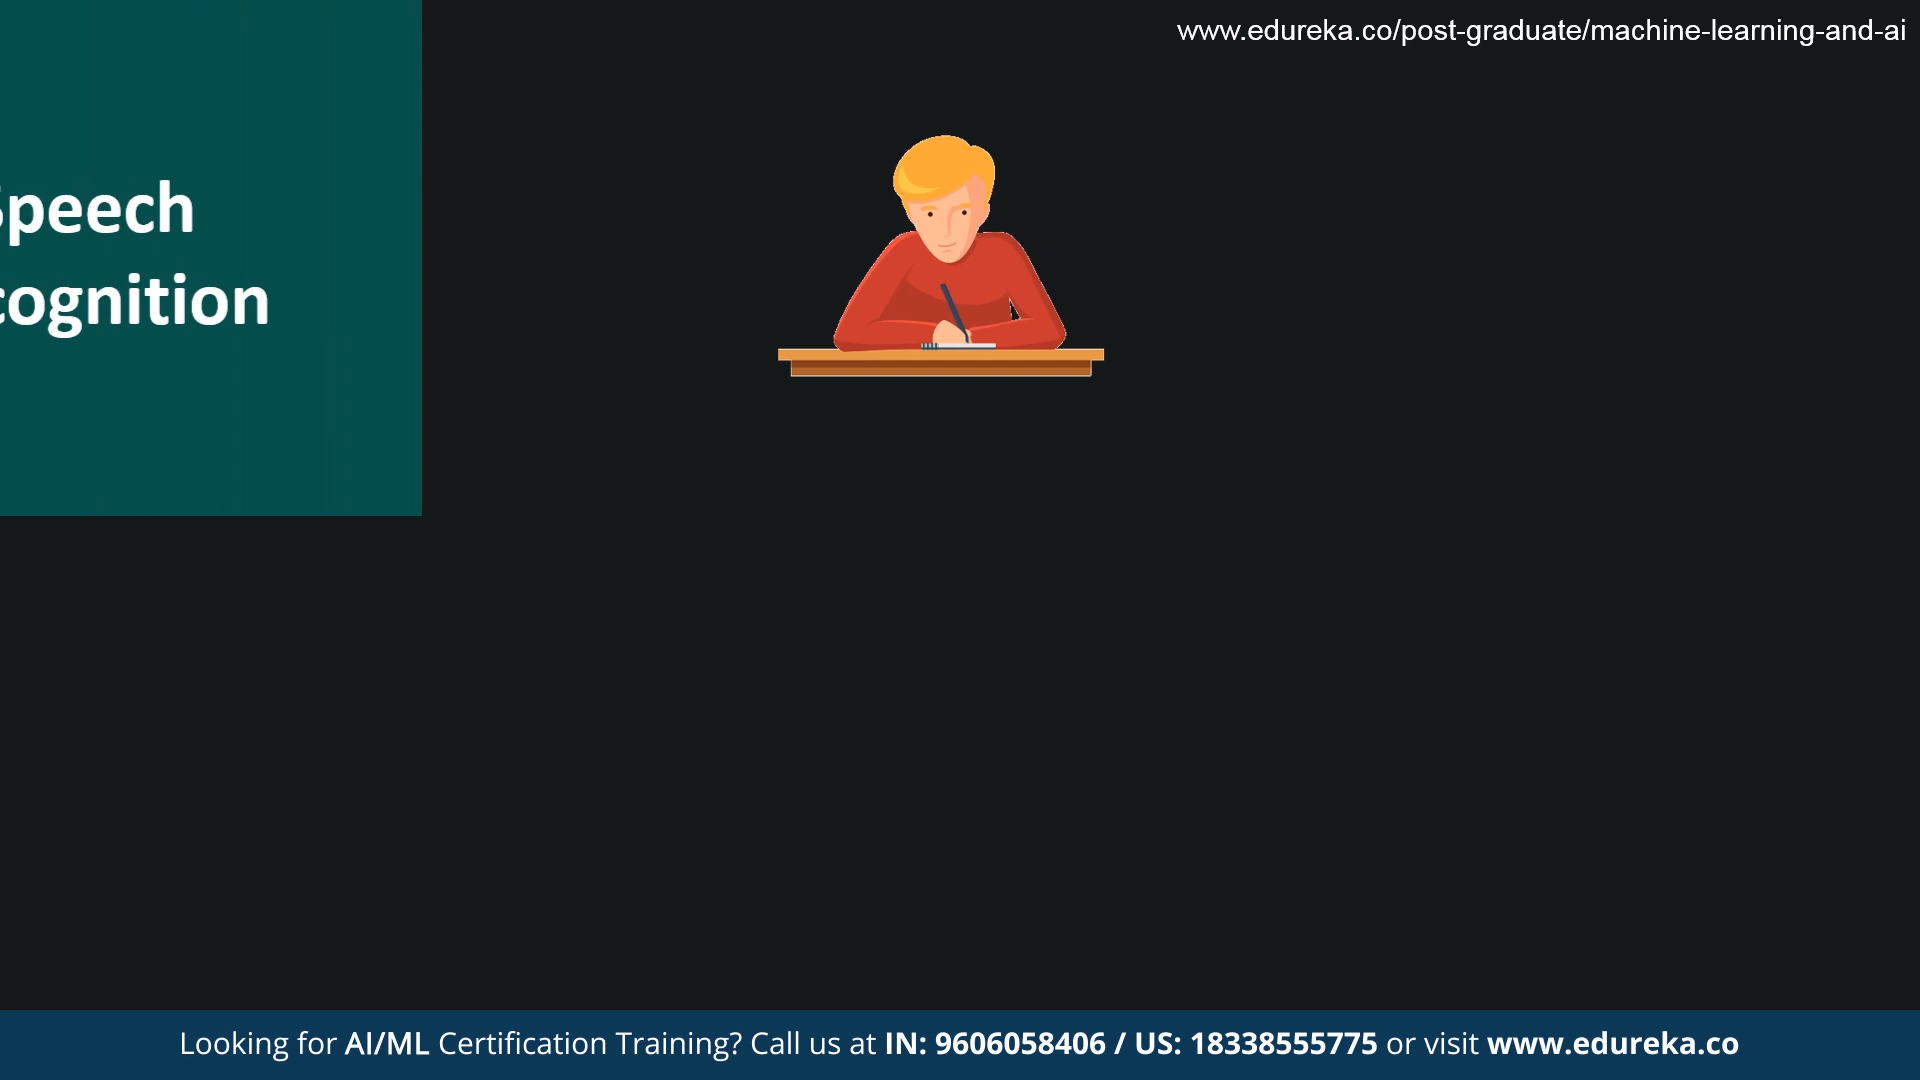 www.edureka.co/post-graduate/machine-learning-and-ai
Speech
cognition
Looking for AI/ML Certification Training? Call us at IN: 9606058406 / US: 18338555775 or visit www.edureka.co